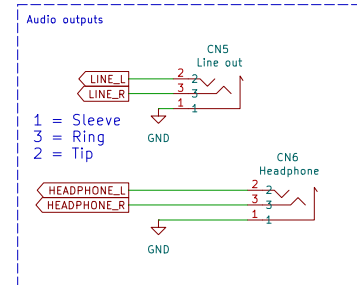 Audio outputs
CN5
Line out
LINE_L 2 2
LINE_R 3 3
1 1
GND
1 = Sleeve
3 = Ring
2 = Tip
CN6
Headphone
HEADPHONE_L 2 2
HEADPHONE_R 3 3
1 1
GND